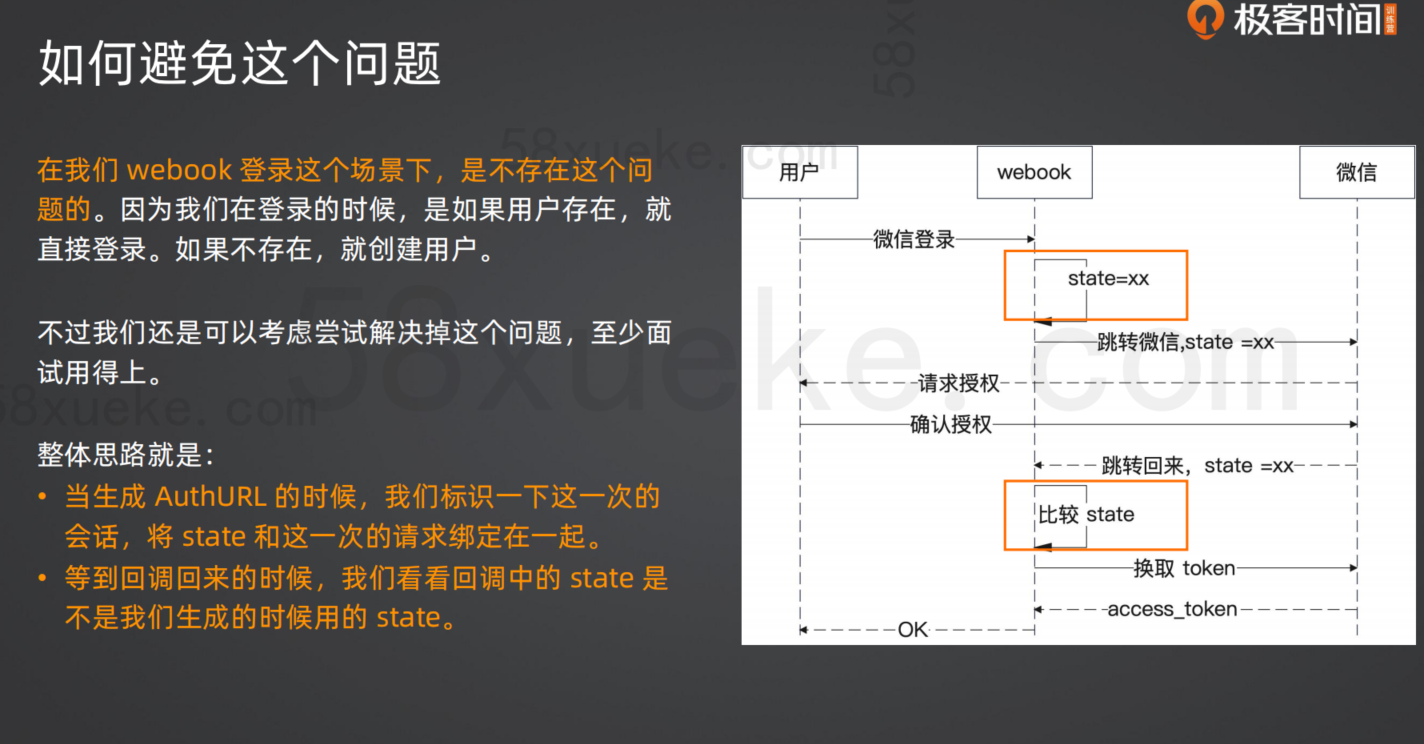 极客时间
训练营
如何避免这个问题
58xueke.com
在我们 webook 登录这个场景下，是不存在这个问
题的。因为我们在登录的时候，是如果用户存在，就
直接登录。如果不存在，就创建用户。
不过我们还是可以考虑尝试解决掉这个问题，至少面
试用得上。
整体思路就是：
• 当生成 AuthURL 的时候，我们标识一下这一次的
会话，将 state 和这一次的请求绑定在一起。
• 等到回调回来的时候，我们看看回调中的 state 是
不是我们生成的时候用的 state。
58xueke.com
58xueke.com
58x
用户
webook
微信
微信登录
state=xx
跳转微信,state =xx
请求授权
确认授权
跳转回来，state =xx
比较 state
换取 token
access_token
OK